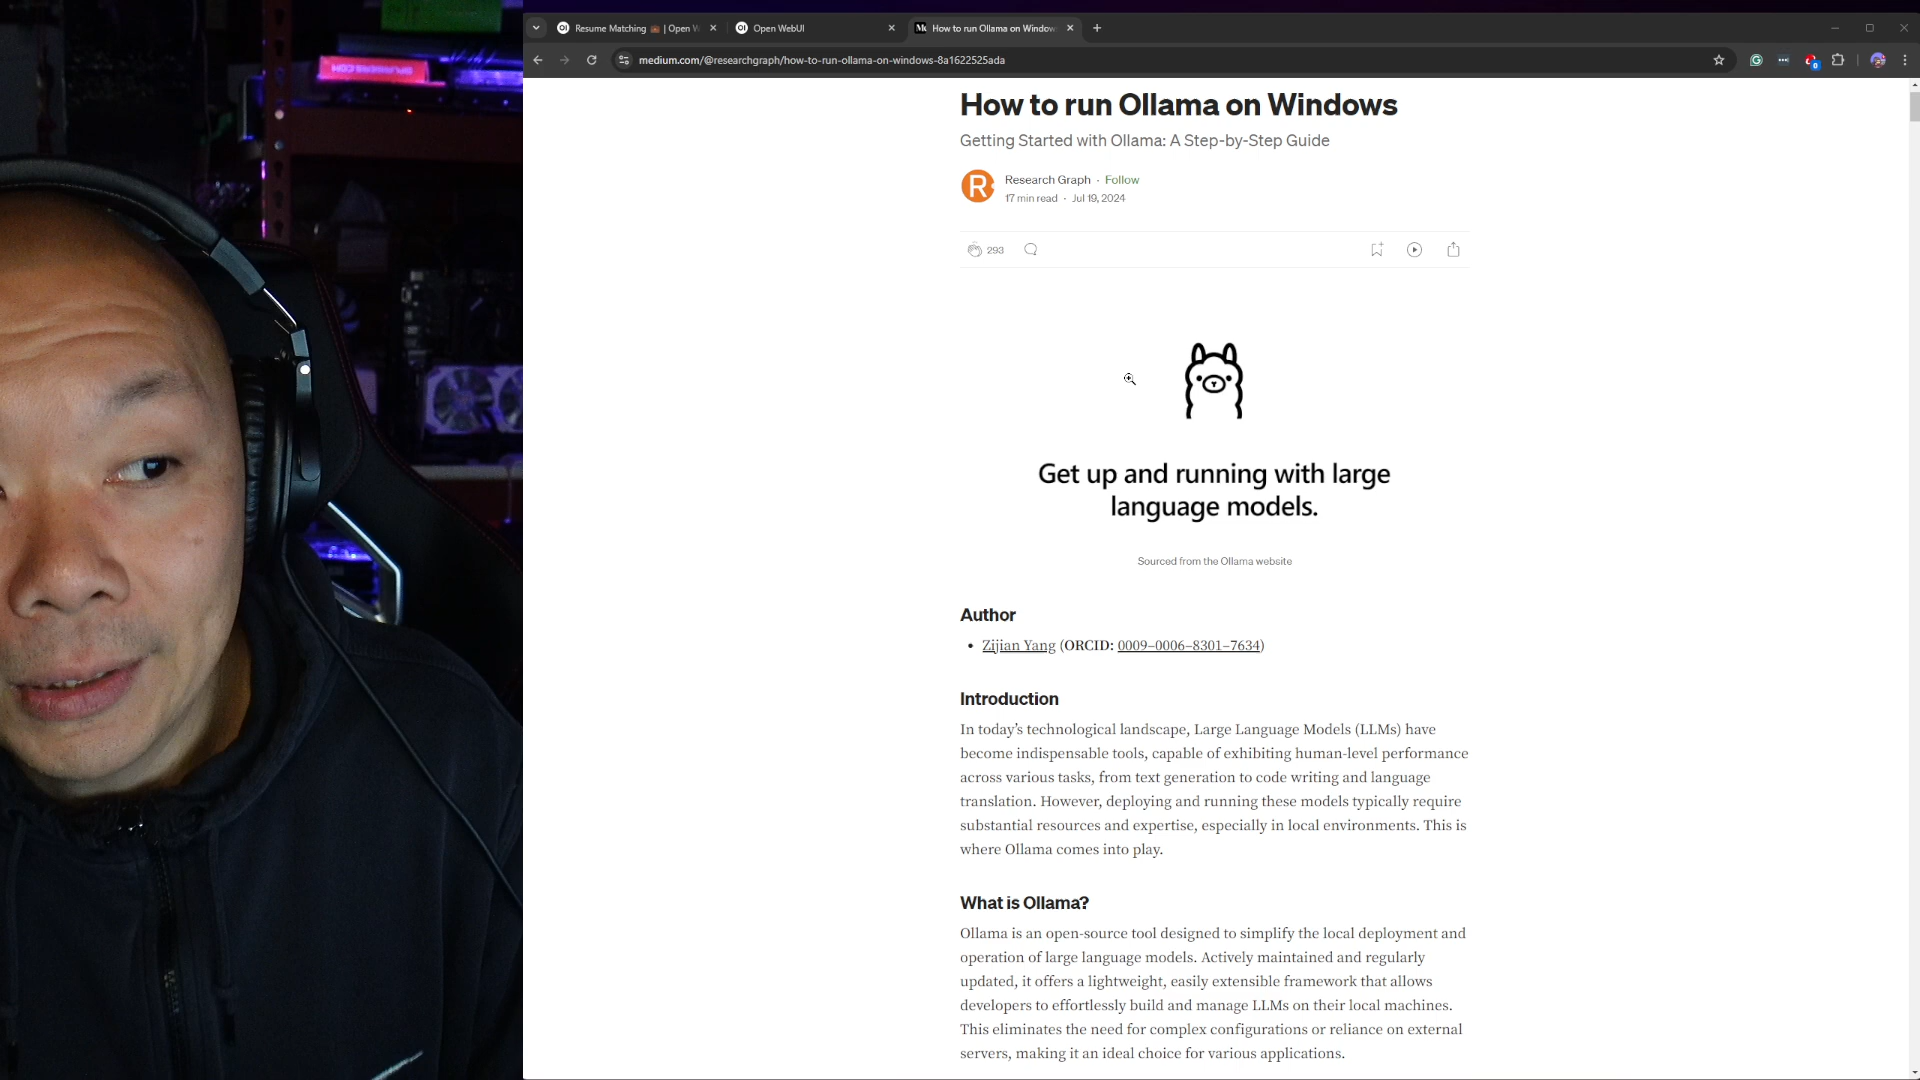 Resume Matching 💼 | Open W
Open WebUI
How to run Ollama on Window
medium.com/@researchgraph/how-to-run-ollama-on-windows-8a1622525ada
How to run Ollama on Windows
Getting Started with Ollama: A Step-by-Step Guide
Research Graph · Follow
17 min read · Jul 19, 2024
293
Get up and running with large
language models.
Sourced from the Ollama website
Author
• Zijian Yang (ORCID: 0009–0006–8301–7634)
Introduction
In today’s technological landscape, Large Language Models (LLMs) have
become indispensable tools, capable of exhibiting human-level performance
across various tasks, from text generation to code writing and language
translation. However, deploying and running these models typically require
substantial resources and expertise, especially in local environments. This is
where Ollama comes into play.
What is Ollama?
Ollama is an open-source tool designed to simplify the local deployment and
operation of large language models. Actively maintained and regularly
updated, it offers a lightweight, easily extensible framework that allows
developers to effortlessly build and manage LLMs on their local machines.
This eliminates the need for complex configurations or reliance on external
servers, making it an ideal choice for various applications.